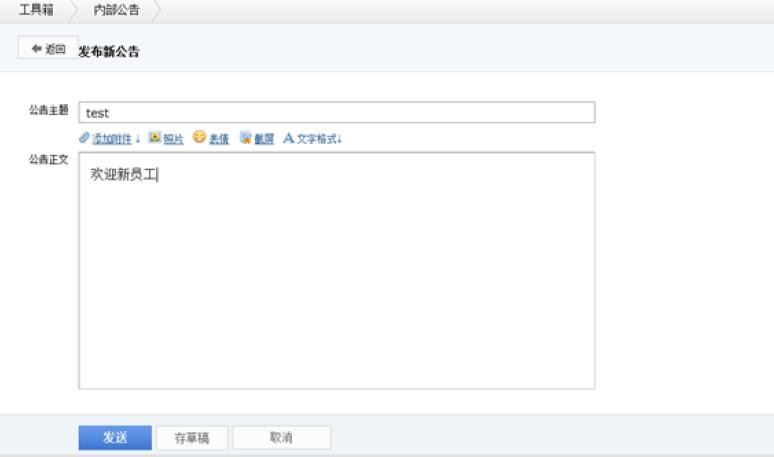 工具箱 内部公告
返回 发布新公告
公告主题 test
添加附件↓ 照片 表情 截屏 A文字格式↓
公告正文 欢迎新员工
发送 存草稿 取消